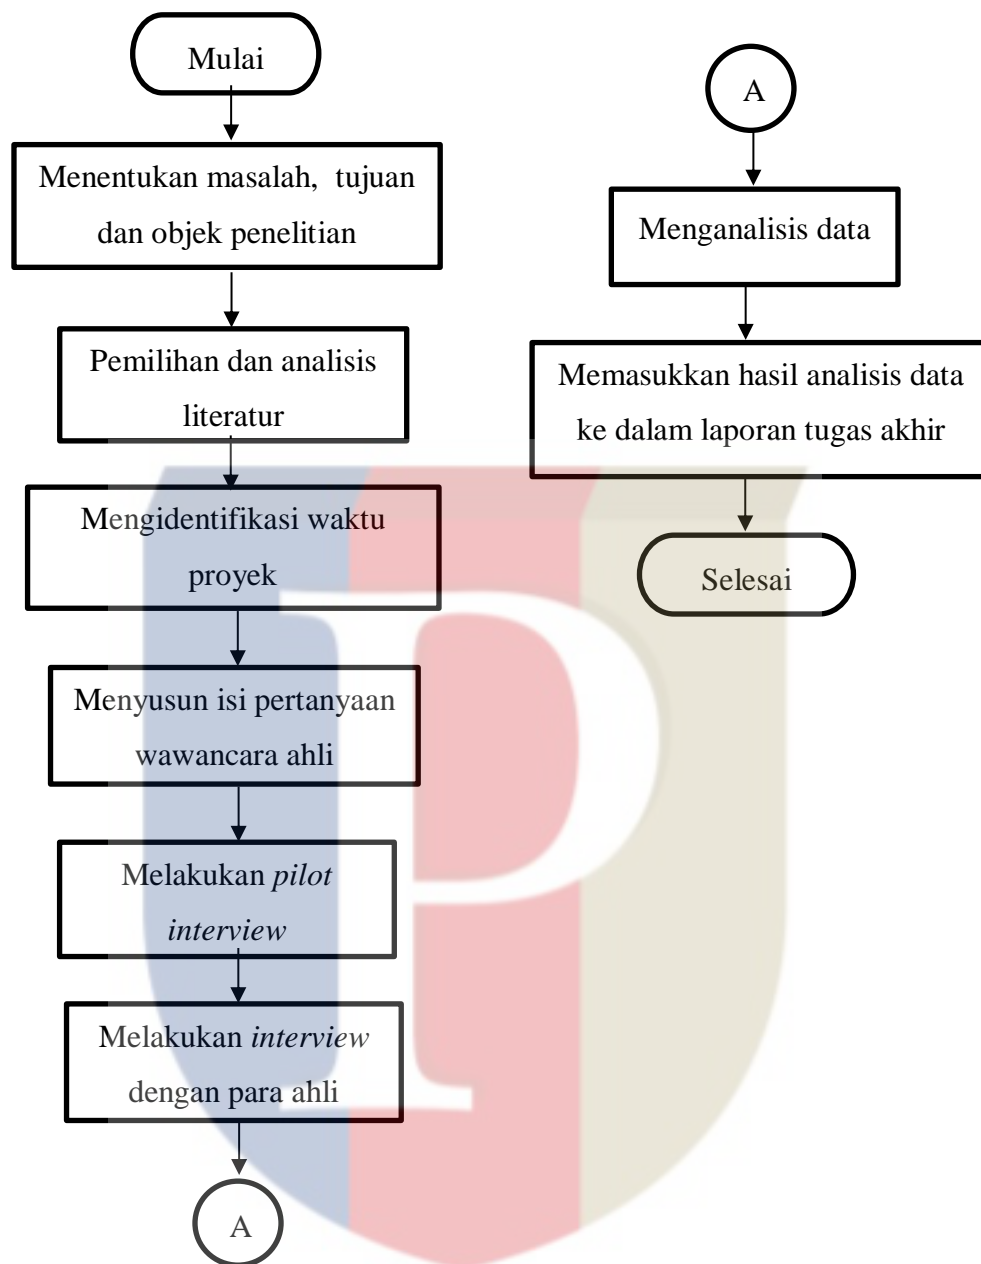 Mulai
Menentukan masalah, tujuan
dan objek penelitian
Pemilihan dan analisis
literatur
Mengidentifikasi waktu
proyek
Menyusun isi pertanyaan
wawancara ahli
Melakukan pilot
interview
Melakukan interview
dengan para ahli
A
A
Menganalisis data
Memasukkan hasil analisis data
ke dalam laporan tugas akhir
Selesai